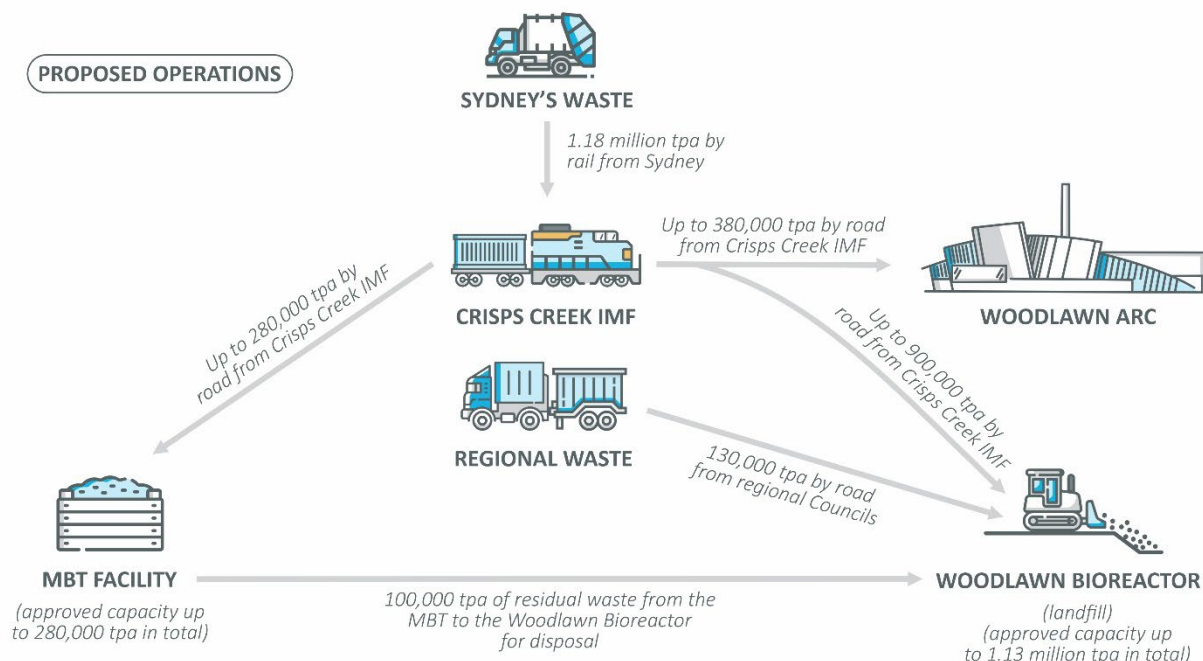 PROPOSED OPERATIONS
SYDNEY'S WASTE
1.18 million tpa by
rail from Sydney
Up to 380,000 tpa by road
from Crisps Creek IMF
CRISPS CREEK IMF
WOODLAWN ARC
Up to 280,000 tpa by
road from Crisps Creek IMF
Up to 900,000 tpa by
road from Crisps Creek IMF
REGIONAL WASTE
130,000 tpa by road
from regional Councils
MBT FACILITY
(approved capacity up
to 280,000 tpa in total)
100,000 tpa of residual waste from the
MBT to the Woodlawn Bioreactor
for disposal
WOODLAWN BIOREACTOR
(landfill)
(approved capacity up
to 1.13 million tpa in total)